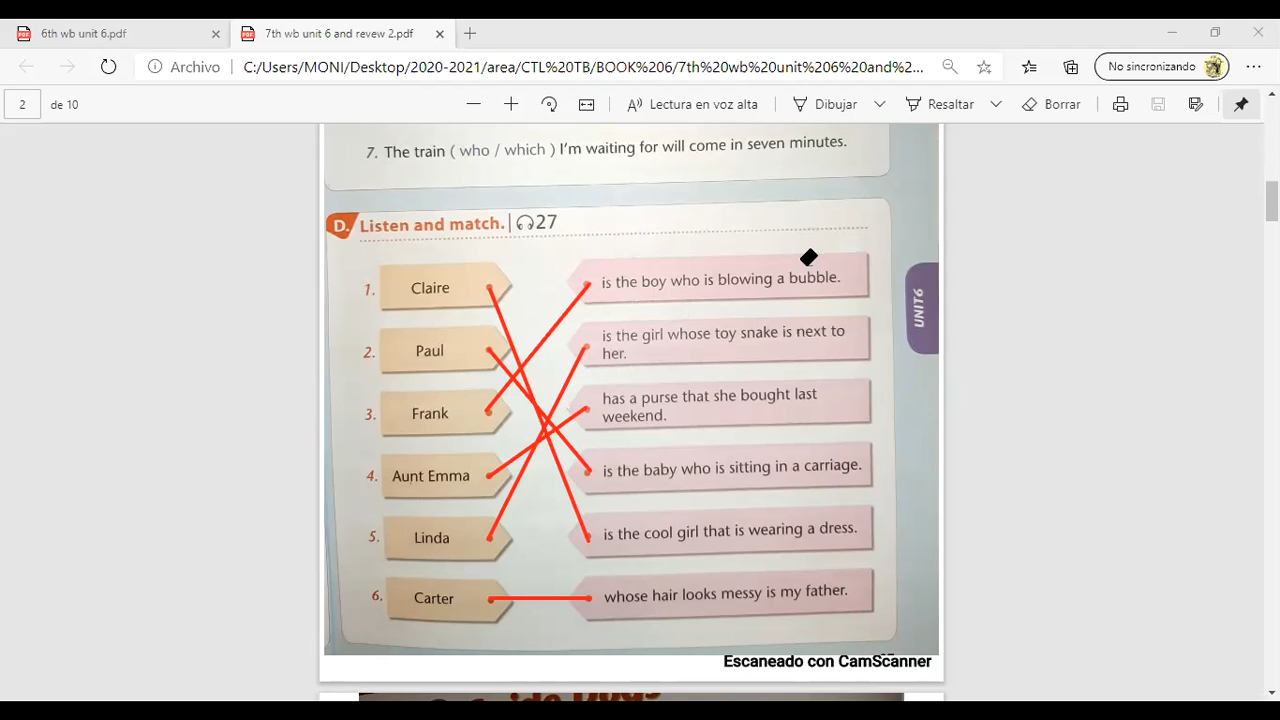 6th wb unit 6.pdf
7th wb unit 6 and revew 2.pdf
Archivo
C:/Users/MONI/Desktop/2020-2021/area/CTL%20TB/BOOK%206/7th%20wb%20unit%206%20and%2...
No sincronizando
2 de 10
Lectura en voz alta
Dibujar
Resaltar
Borrar
7. The train ( who / which ) I'm waiting for will come in seven minutes.
D. Listen and match. 27
1. Claire
is the boy who is blowing a bubble.
2. Paul
is the girl whose toy snake is next to
her.
3. Frank
has a purse that she bought last
weekend.
4. Aunt Emma
is the baby who is sitting in a carriage.
5. Linda
is the cool girl that is wearing a dress.
6. Carter
whose hair looks messy is my father.
UNIT6
Escaneado con CamScanner